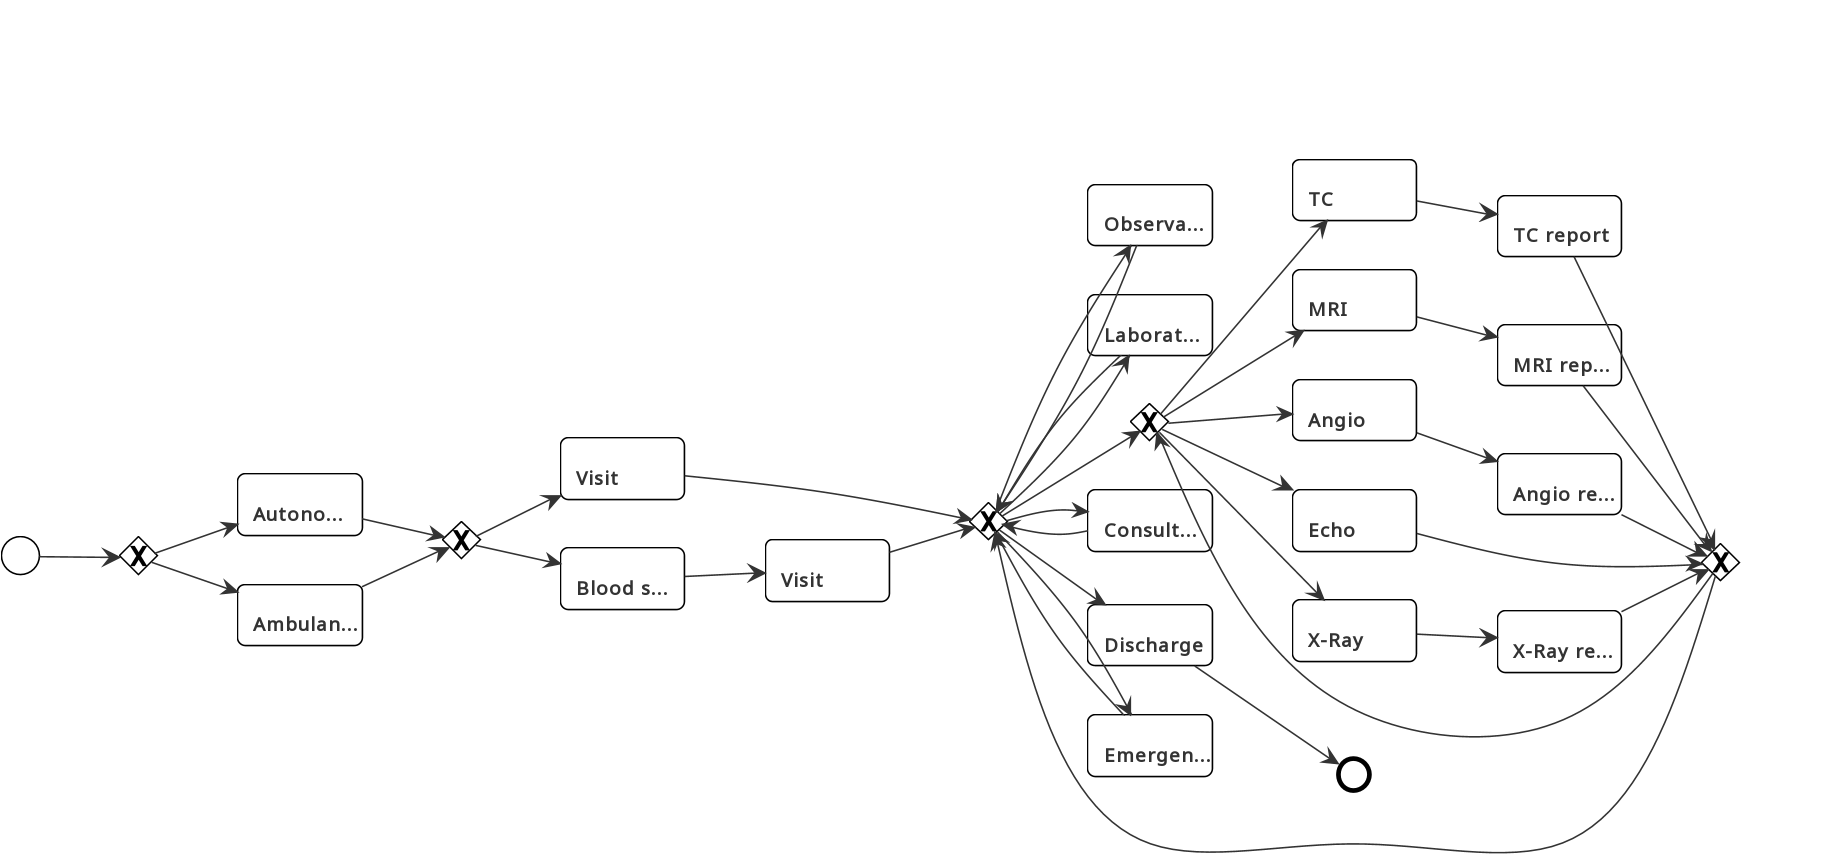 X
Autono...
Ambulan...
X
Visit
Blood s...
Visit
X
Observa...
Laborat...
X
Consult...
Discharge
Emergen...
TC
MRI
Angio
Echo
X-Ray
TC report
MRI rep...
Angio re...
X-Ray re...
X